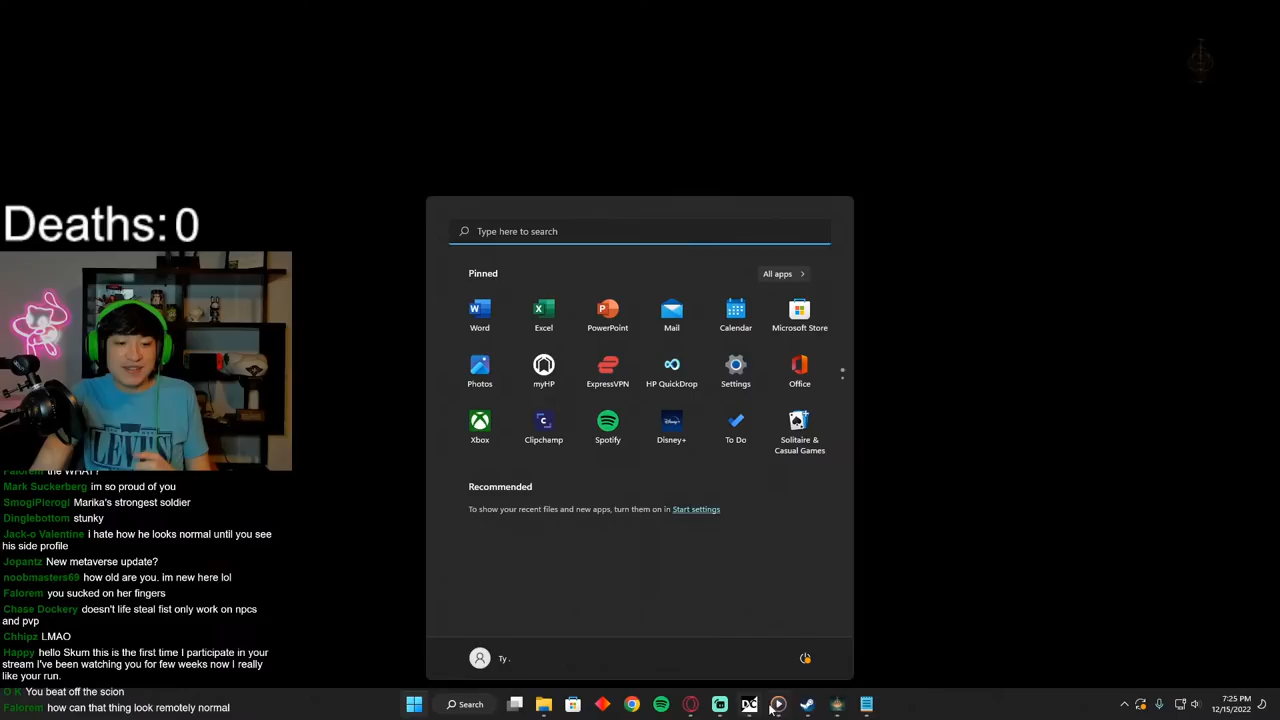 Deaths: 0
LEVI'S
Falorem the WHAT?
Mark Suckerberg im so proud of you
SmogiPierogi Marika's strongest soldier
Dinglebottom stunky
Jack-o Valentine i hate how he looks normal until you see
his side profile
Jopantz New metaverse update?
noobmasters69 how old are you. im new here lol
Falorem you sucked on her fingers
Chase Dockery doesn't life steal fist only work on npcs
and pvp
Chhipz LMAO
Happy hello Skum this is the first time I participate in your
stream I've been watching you for few weeks now I really
like your run.
O K You beat off the scion
Falorem how can that thing look remotely normal
Type here to search
Pinned
All apps
Word Excel PowerPoint Mail Calendar Microsoft Store
Photos myHP ExpressVPN HP QuickDrop Settings Office
Xbox Clipchamp Spotify Disney+ To Do Solitaire &
Casual Games
Recommended
To show your recent files and new apps, turn them on in Start settings
Ty .
Search
7:25 PM
12/15/2022